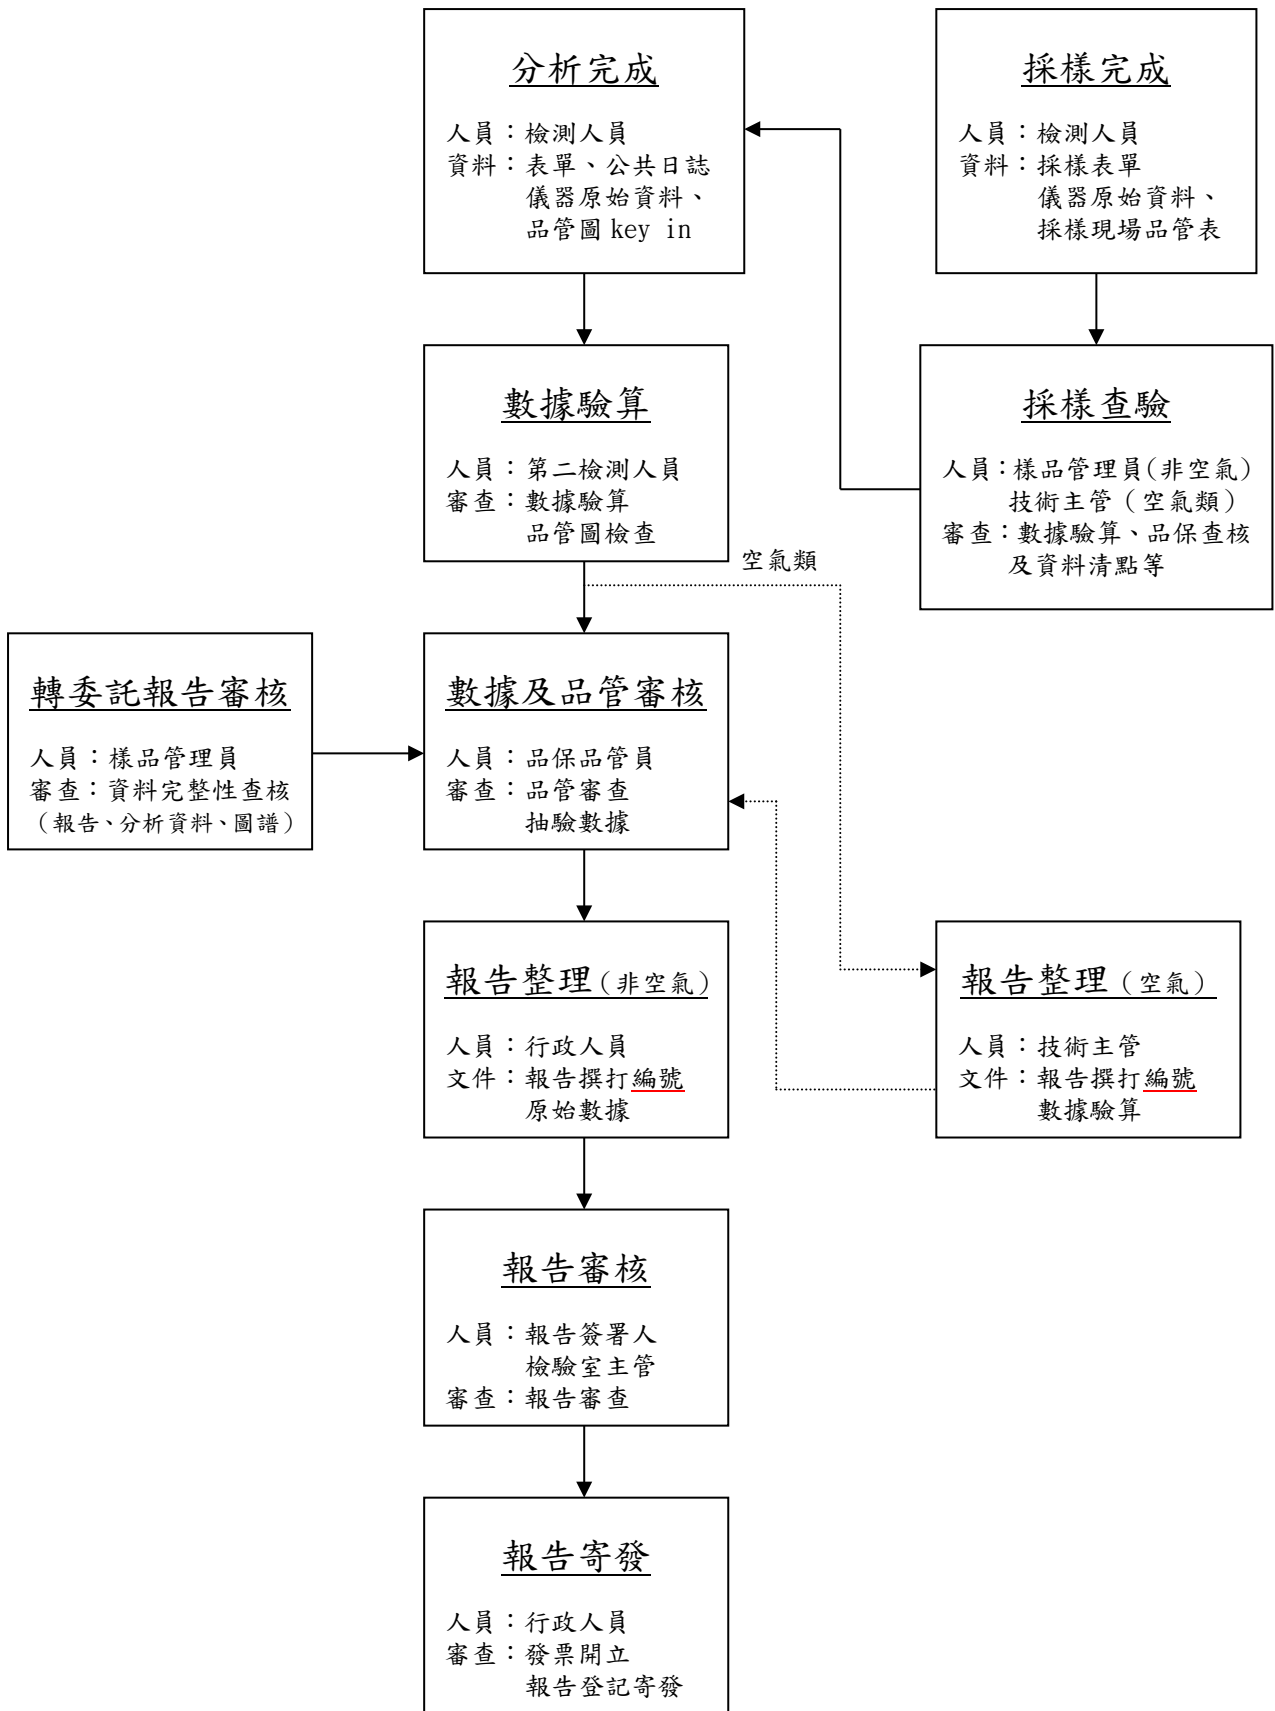 分析完成
人員：檢測人員
資料：表單、公共日誌
儀器原始資料、
品管圖 key in
採樣完成
人員：檢測人員
資料：採樣表單
儀器原始資料、
採樣現場品管表
數據驗算
人員：第二檢測人員
審查：數據驗算
品管圖檢查
採樣查驗
人員：樣品管理員(非空氣)
技術主管（空氣類）
審查：數據驗算、品保查核
及資料清點等
空氣類
轉委託報告審核
人員：樣品管理員
審查：資料完整性查核
（報告、分析資料、圖譜）
數據及品管審核
人員：品保品管員
審查：品管審查
抽驗數據
報告整理（非空氣）
人員：行政人員
文件：報告撰打編號
原始數據
報告整理（空氣）
人員：技術主管
文件：報告撰打編號
數據驗算
報告審核
人員：報告簽署人
檢驗室主管
審查：報告審查
報告寄發
人員：行政人員
審查：發票開立
報告登記寄發